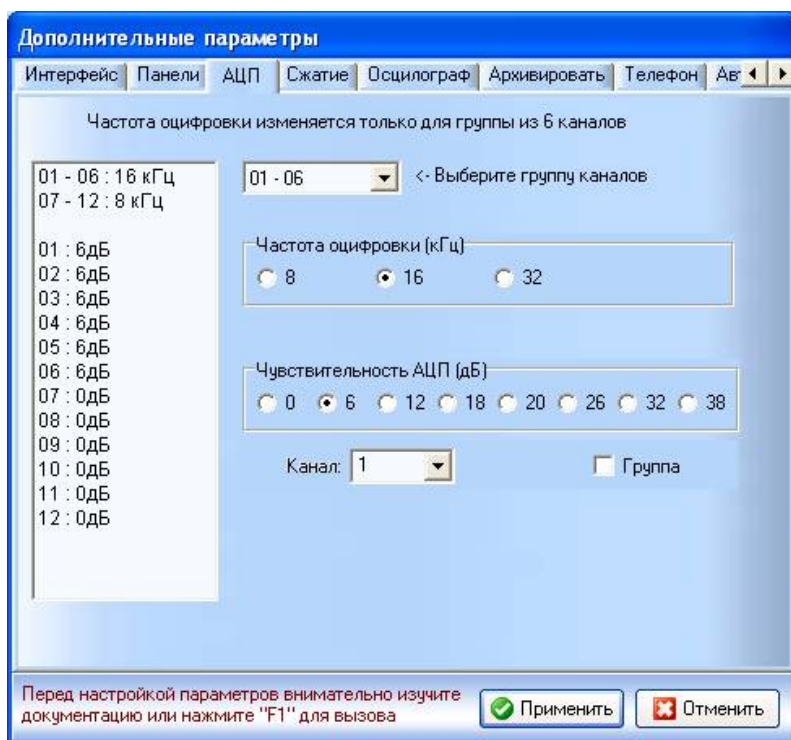 Дополнительные параметры
Интерфейс Панели АЦП Сжатие Осцилограф Архивировать Телефон Авт
Частота оцифровки изменяется только для группы из 6 каналов
01 - 06 : 16 кГц
07 - 12 : 8 кГц
01 - 06 <- Выберите группу каналов
01 : 6дБ
02 : 6дБ
03 : 6дБ
04 : 6дБ
05 : 6дБ
06 : 6дБ
07 : 0дБ
08 : 0дБ
09 : 0дБ
10 : 0дБ
11 : 0дБ
12 : 0дБ
Частота оцифровки (кГц)
8 16 32
Чувствительность АЦП (дБ)
0 6 12 18 20 26 32 38
Канал: 1 Группа
Перед настройкой параметров внимательно изучите
документацию или нажмите "F1" для вызова
Применить Отменить